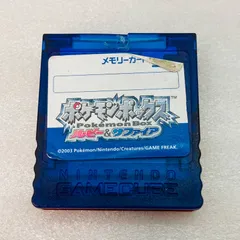 メモリーカー
ポケモンボックス
Pokémon Box
ルビー&サファイア
©2003 Pokémon/Nintendo/Creatures/GAME FREAK.
NINTENDO
GAMECUBE